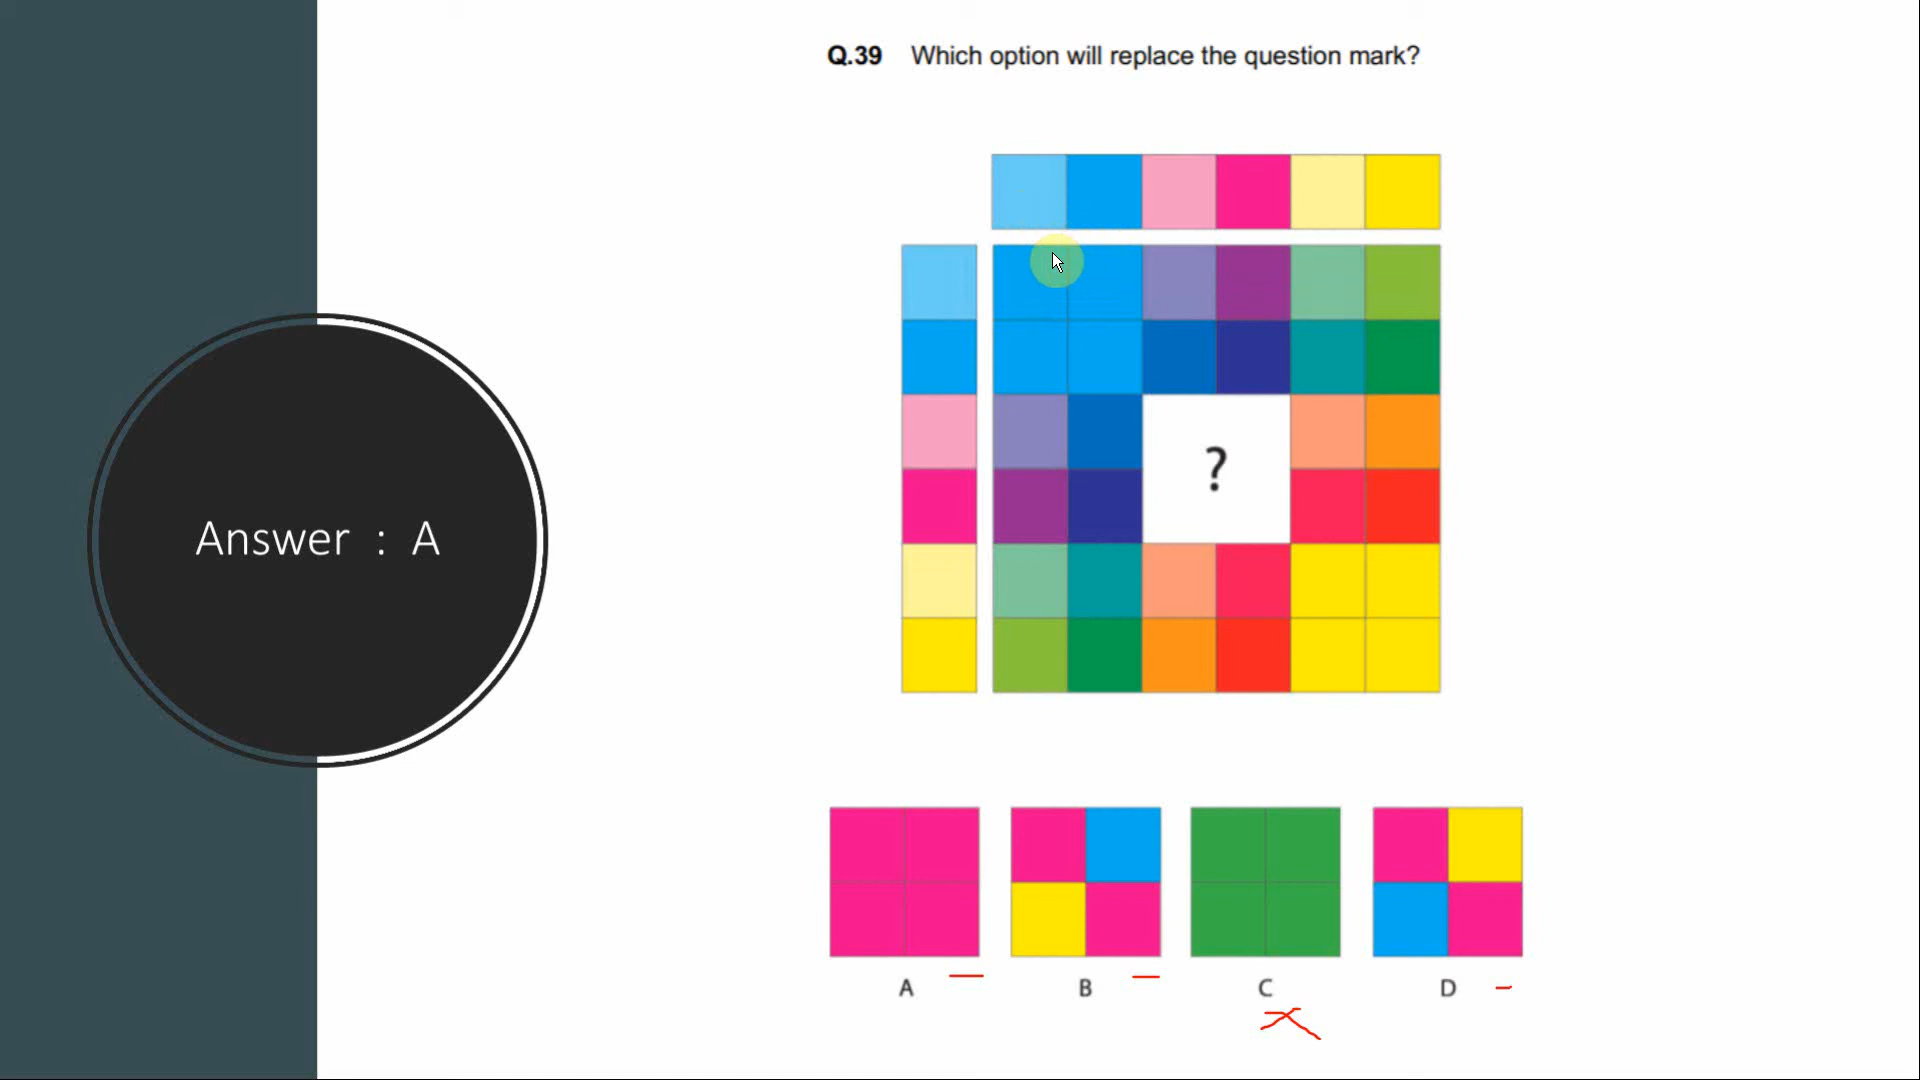 Q.39 Which option will replace the question mark?
?
Answer : A
A B C D